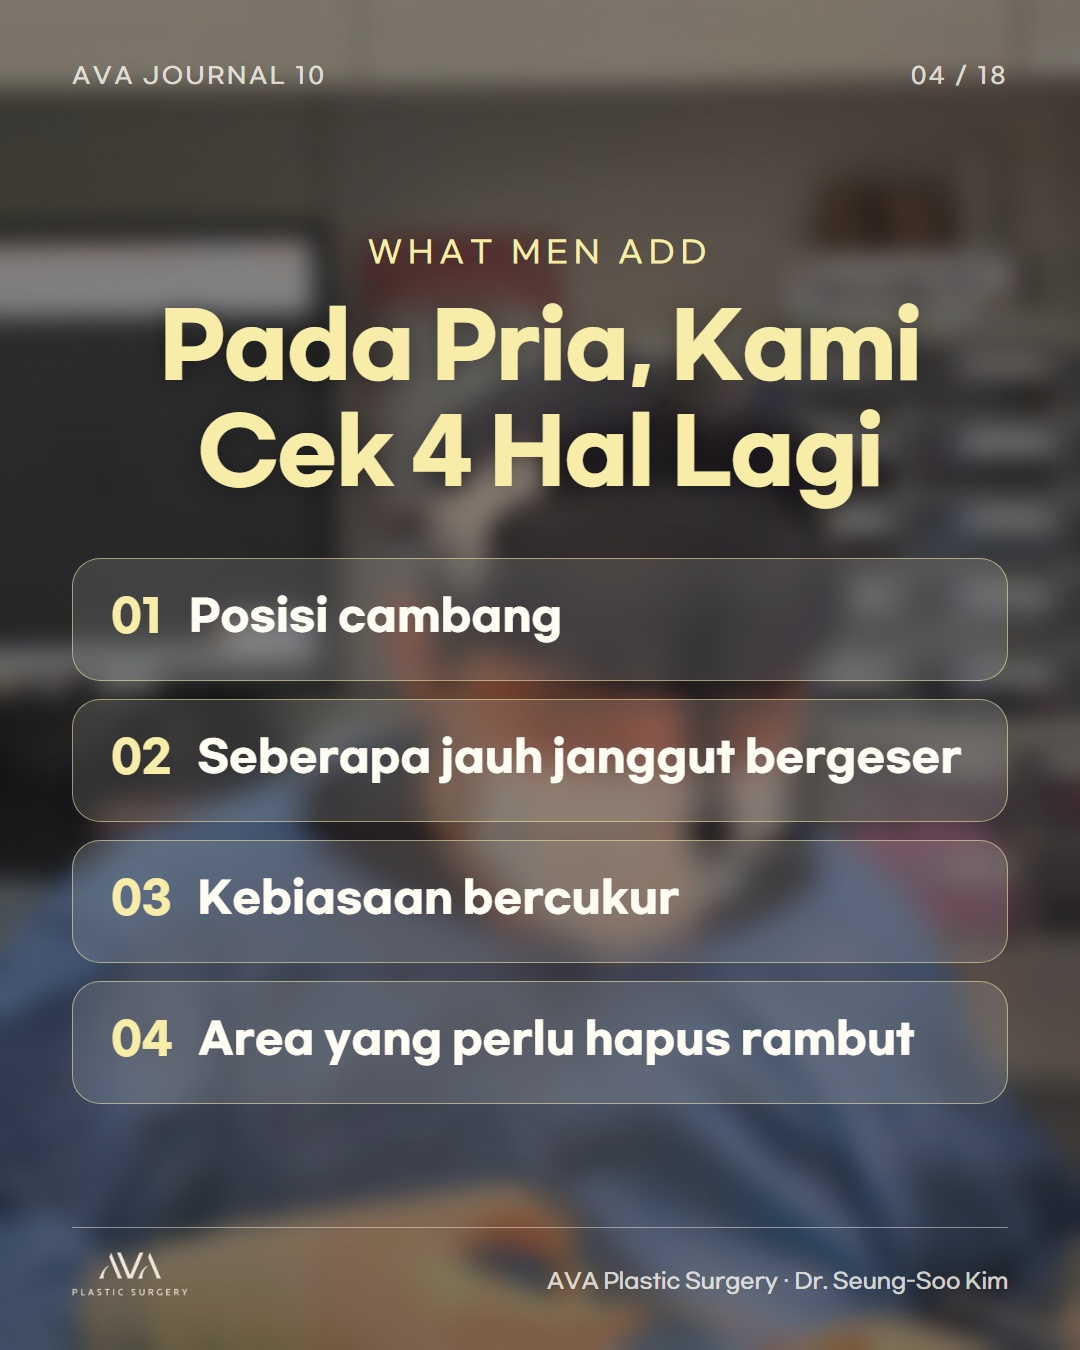 AVA JOURNAL 10
04 / 18
WHAT MEN ADD
Pada Pria, Kami
Cek 4 Hal Lagi
01 Posisi cambang
02 Seberapa jauh janggut bergeser
03 Kebiasaan bercukur
04 Area yang perlu hapus rambut
AVA
PLASTIC SURGERY
AVA Plastic Surgery · Dr. Seung-Soo Kim